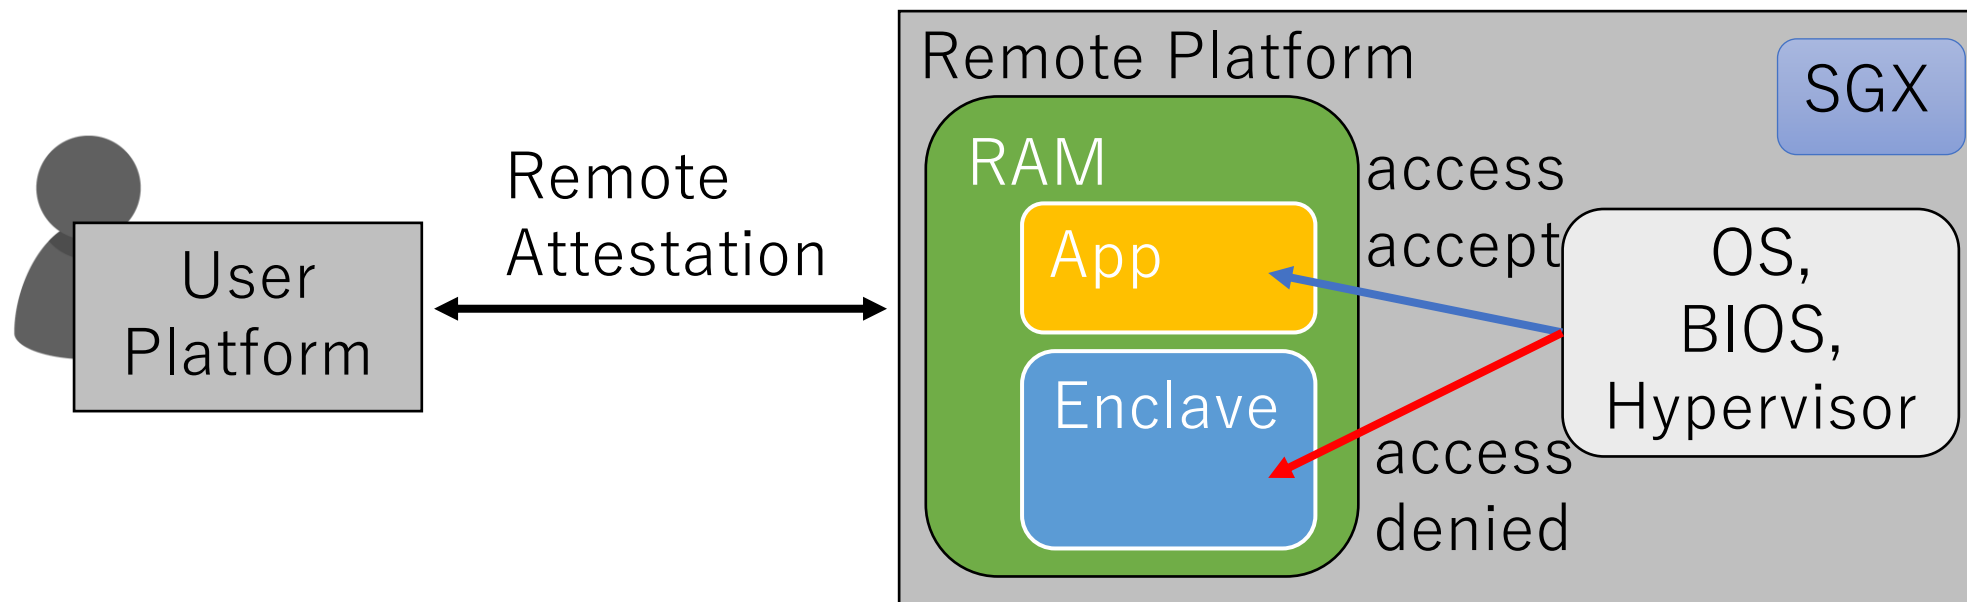 User
Platform
Remote
Attestation
Remote Platform
SGX
RAM
App
Enclave
access
accept
access
denied
OS,
BIOS,
Hypervisor